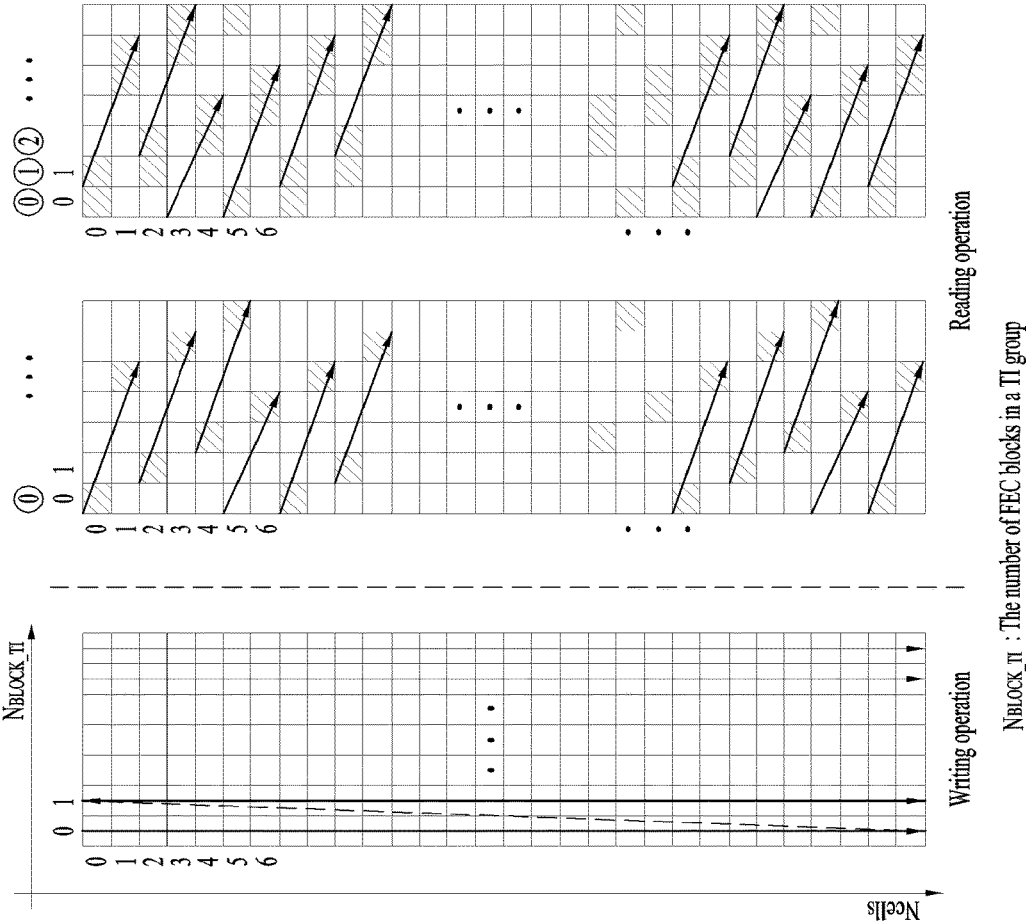 NBLOCK_TI
0 1
0
1
2
3
4
5
6
Ncells
Writing operation
0 • • •
0 1
0
1
2
3
4
5
6
• • •
• • •
0 1 2 • • •
0 1
0
1
2
3
4
5
6
• • •
• • •
Reading operation
NBLOCK_TI : The number of FEC blocks in a TI group